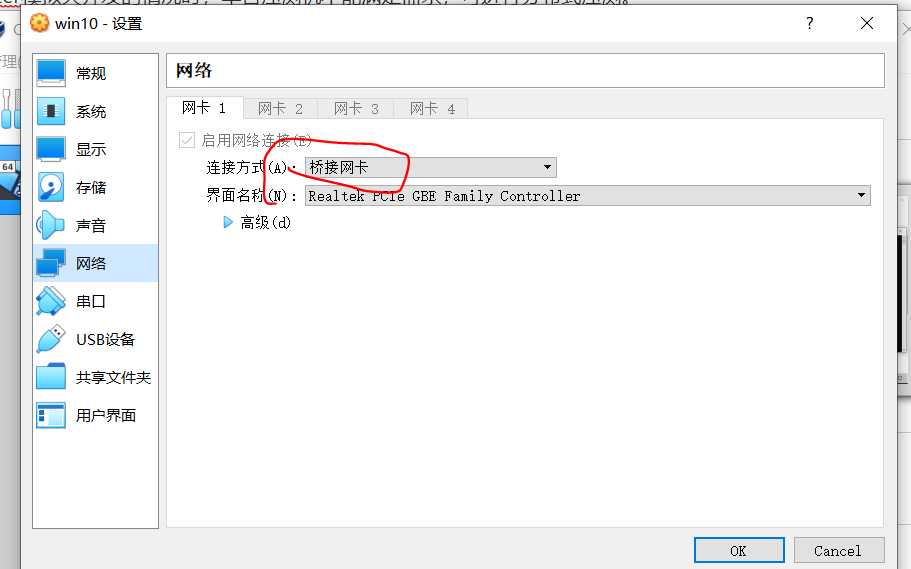 win10 - 设置
?
常规
系统
显示
存储
声音
网络
串口
USB设备
共享文件夹
用户界面
网络
网卡 1
网卡 2
网卡 3
网卡 4
启用网络连接(E)
连接方式(A):
桥接网卡
界面名称(N):
Realtek PCIe GBE Family Controller
高级(d)
OK
Cancel
64